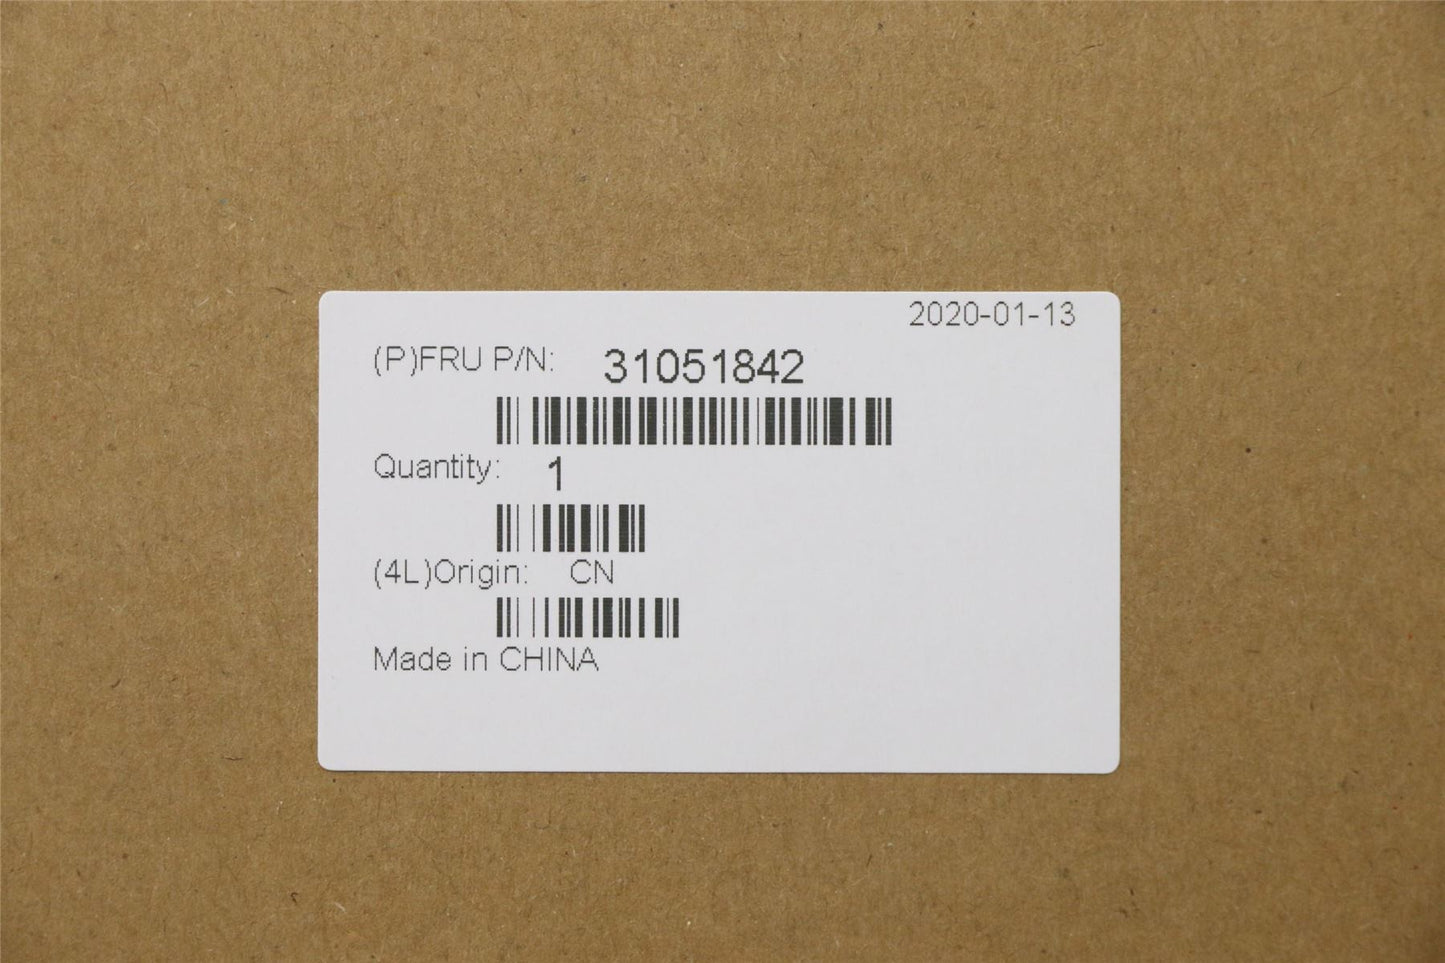 2020-01-13
(P)FRU P/N: 31051842
Quantity: 1
(4L)Origin: CN
Made in CHINA